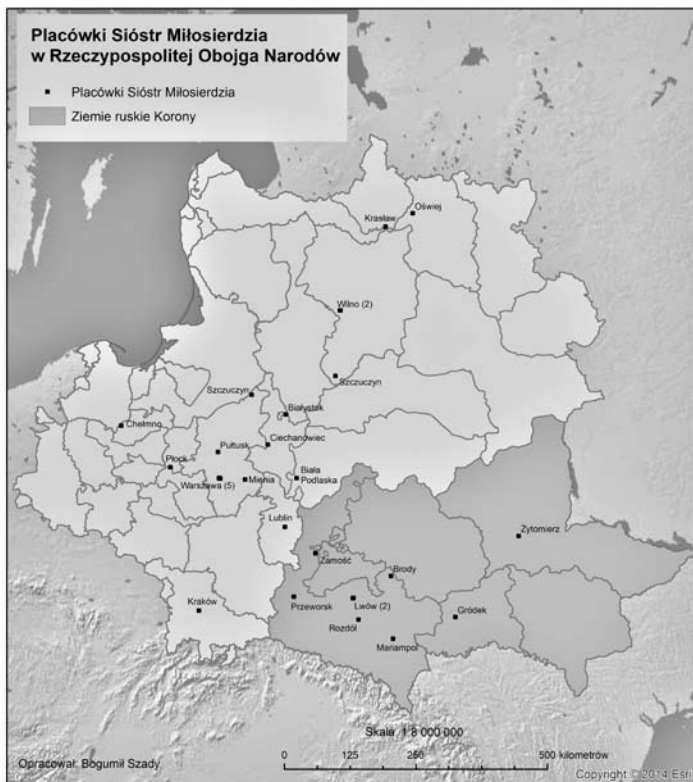 Placówki Sióstr Miłosierdzia
w Rzeczypospolitej Obojga Narodów
Placówki Sióstr Miłosierdzia
Ziemie ruskie Korony
Oświej
Krasław
Wilno (2)
Szczuczyn
Szczuczyn
Białystok
Chełmno
Ciechanówiec
Pułtusk
Płock
Biała
Podlaska
Warszawa (5)
Mienia
Lublin
Żytomierz
Zamość
Brody
Przeworsk
Lwów (2)
Kraków
Gródek
Rozdół
Mariampol
Skala 1:8 000 000
Opracował: Bogumił Szady
0 125 250 500 kilometrów
Copyright:© 2014 Esri